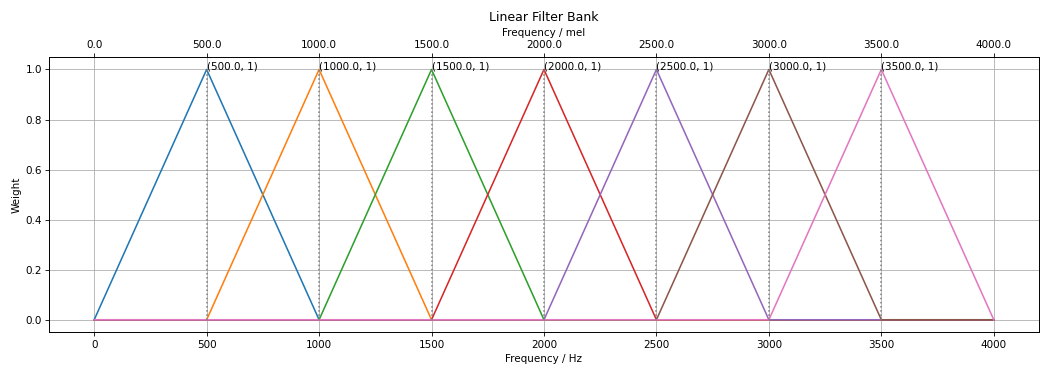 Linear Filter Bank
Frequency / mel
0.0 500.0 1000.0 1500.0 2000.0 2500.0 3000.0 3500.0 4000.0
(500.0, 1) (1000.0, 1) (1500.0, 1) (2000.0, 1) (2500.0, 1) (3000.0, 1) (3500.0, 1)
1.0
0.8
0.6
Weight
0.4
0.2
0.0
0 500 1000 1500 2000 2500 3000 3500 4000
Frequency / Hz